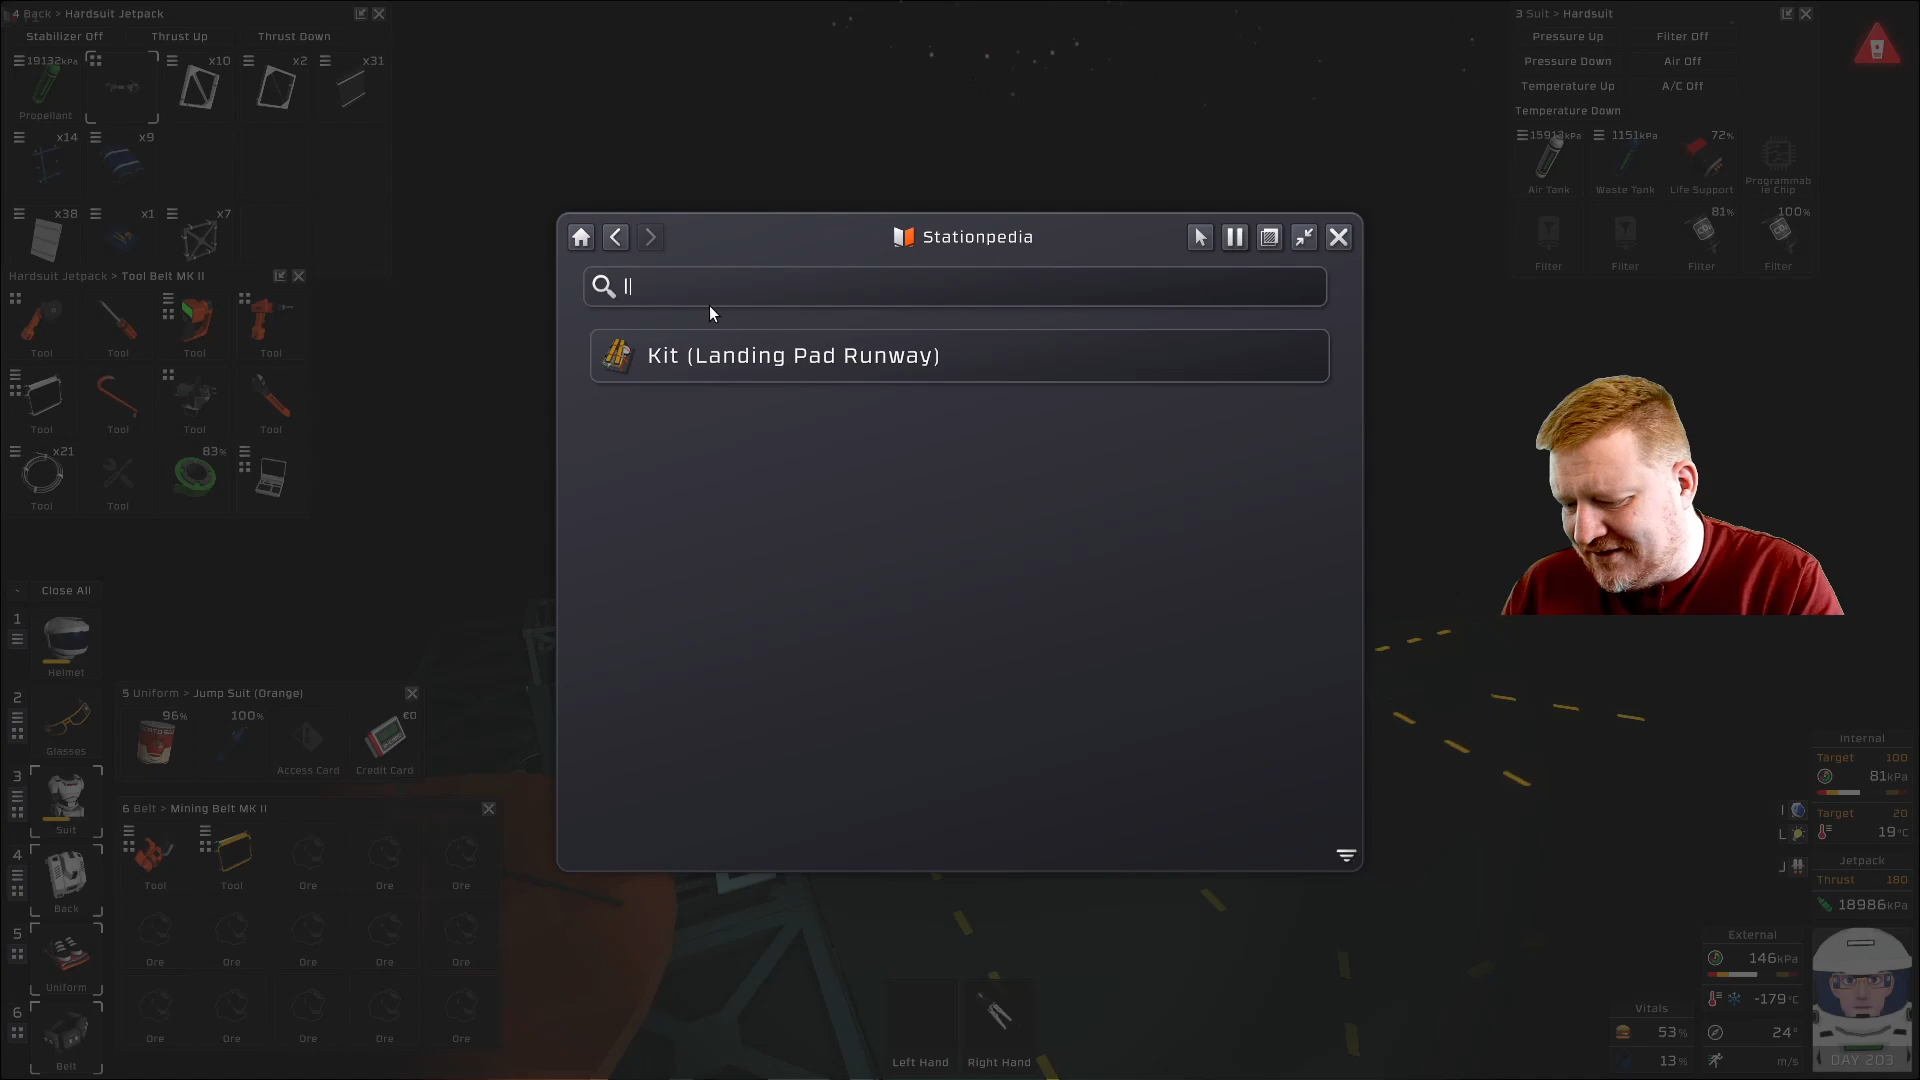 4 Back > Hardsuit Jetpack
Stabilizer Off Thrust Up Thrust Down
19132kPa x10 x2 x31
Propellant
x14 x9
x38 x1 x7
Hardsuit Jetpack > Tool Belt MK II
Tool Tool Tool Tool
Tool Tool Tool Tool
x21 83%
Tool Tool Tool Tool
~ Close All
1
Helmet
2
Glasses
3
Suit
4
Back
5
Uniform
6
Belt
5 Uniform > Jump Suit (Orange)
96% 100% €0
Access Card Credit Card
6 Belt > Mining Belt MK II
Tool Tool Ore Ore Ore
Ore Ore Ore Ore Ore
Ore Ore Ore Ore Ore
Stationpedia
l
Kit (Landing Pad Runway)
Left Hand Right Hand
3 Suit > Hardsuit
Pressure Up Filter Off
Pressure Down Air Off
Temperature Up A/C Off
Temperature Down
1151kPa 72%
Air Tank Waste Tank Life Support Programmab
le Chip
81% 100%
Filter Filter Filter Filter
Internal
Target 100
81kPa
I
Target 20
L 19°C
Jetpack
J
Thrust 180
18986kPa
External
146kPa
-179°C
24°
m/s
Vitals
53%
13%
DAY 203